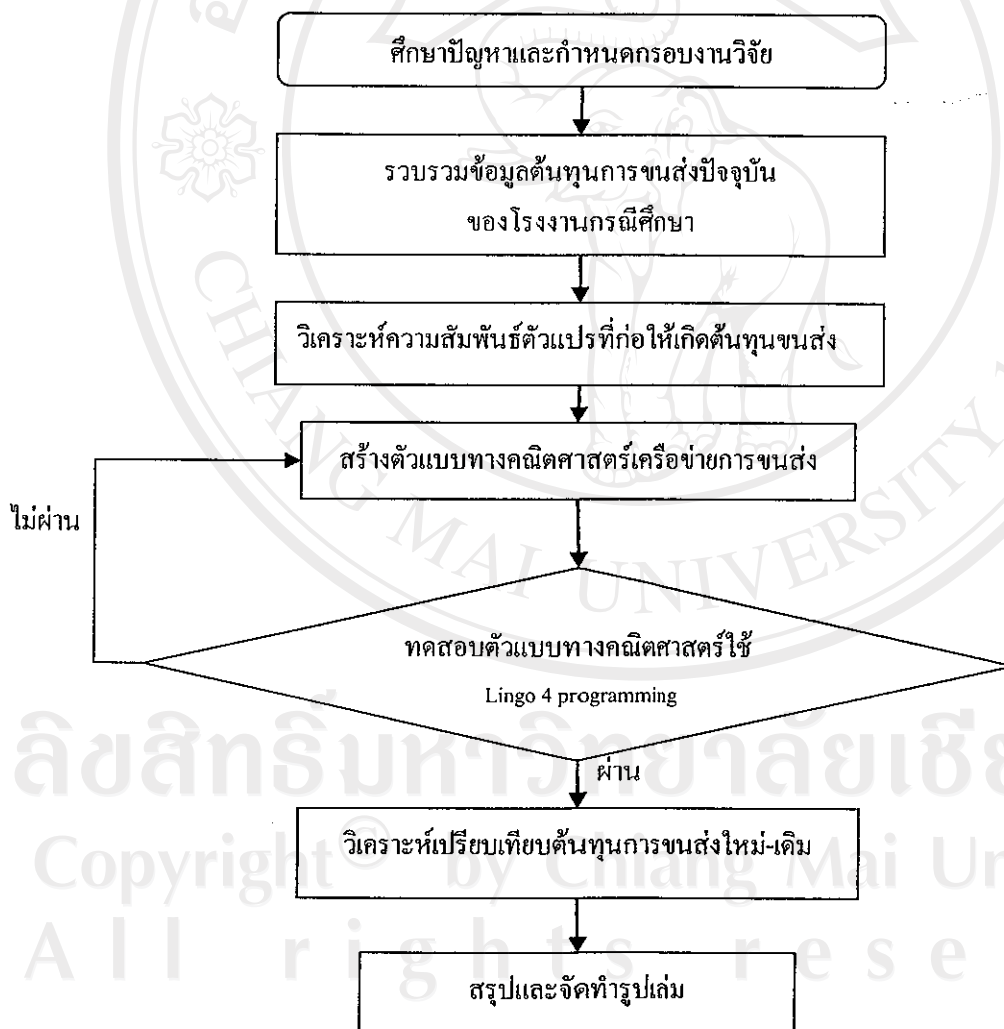 ศึกษาปัญหาและกำหนดกรอบงานวิจัย
รวบรวมข้อมูลต้นทุนการขนส่งปัจจุบัน
ของโรงงานกรณีศึกษา
วิเคราะห์ความสัมพันธ์ตัวแปรที่ก่อให้เกิดต้นทุนขนส่ง
สร้างตัวแบบทางคณิตศาสตร์เครือข่ายการขนส่ง
ไม่ผ่าน
ทดสอบตัวแบบทางคณิตศาสตร์ใช้
Lingo 4 programming
ผ่าน
วิเคราะห์เปรียบเทียบต้นทุนการขนส่งใหม่-เดิม
สรุปและจัดทำรูปเล่ม
CHIANG MAI UNIVERSITY
ลิขสิทธิ์มหาวิทยาลัยเชีย
Copyright © by Chiang Mai Un
All rights rese